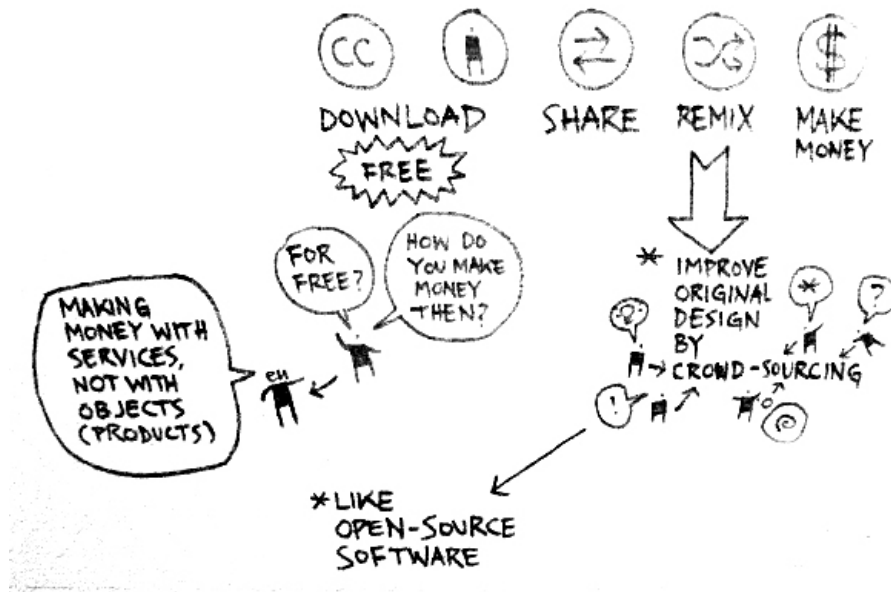 CC
$
DOWNLOAD
FREE
SHARE
REMIX
MAKE
MONEY
FOR
FREE?
HOW DO
YOU MAKE
MONEY
THEN?
MAKING
MONEY WITH
SERVICES,
NOT WITH
OBJECTS
(PRODUCTS)
* IMPROVE
ORIGINAL
DESIGN
BY
CROWD-SOURCING
*
?
!
* LIKE
OPEN-SOURCE
SOFTWARE